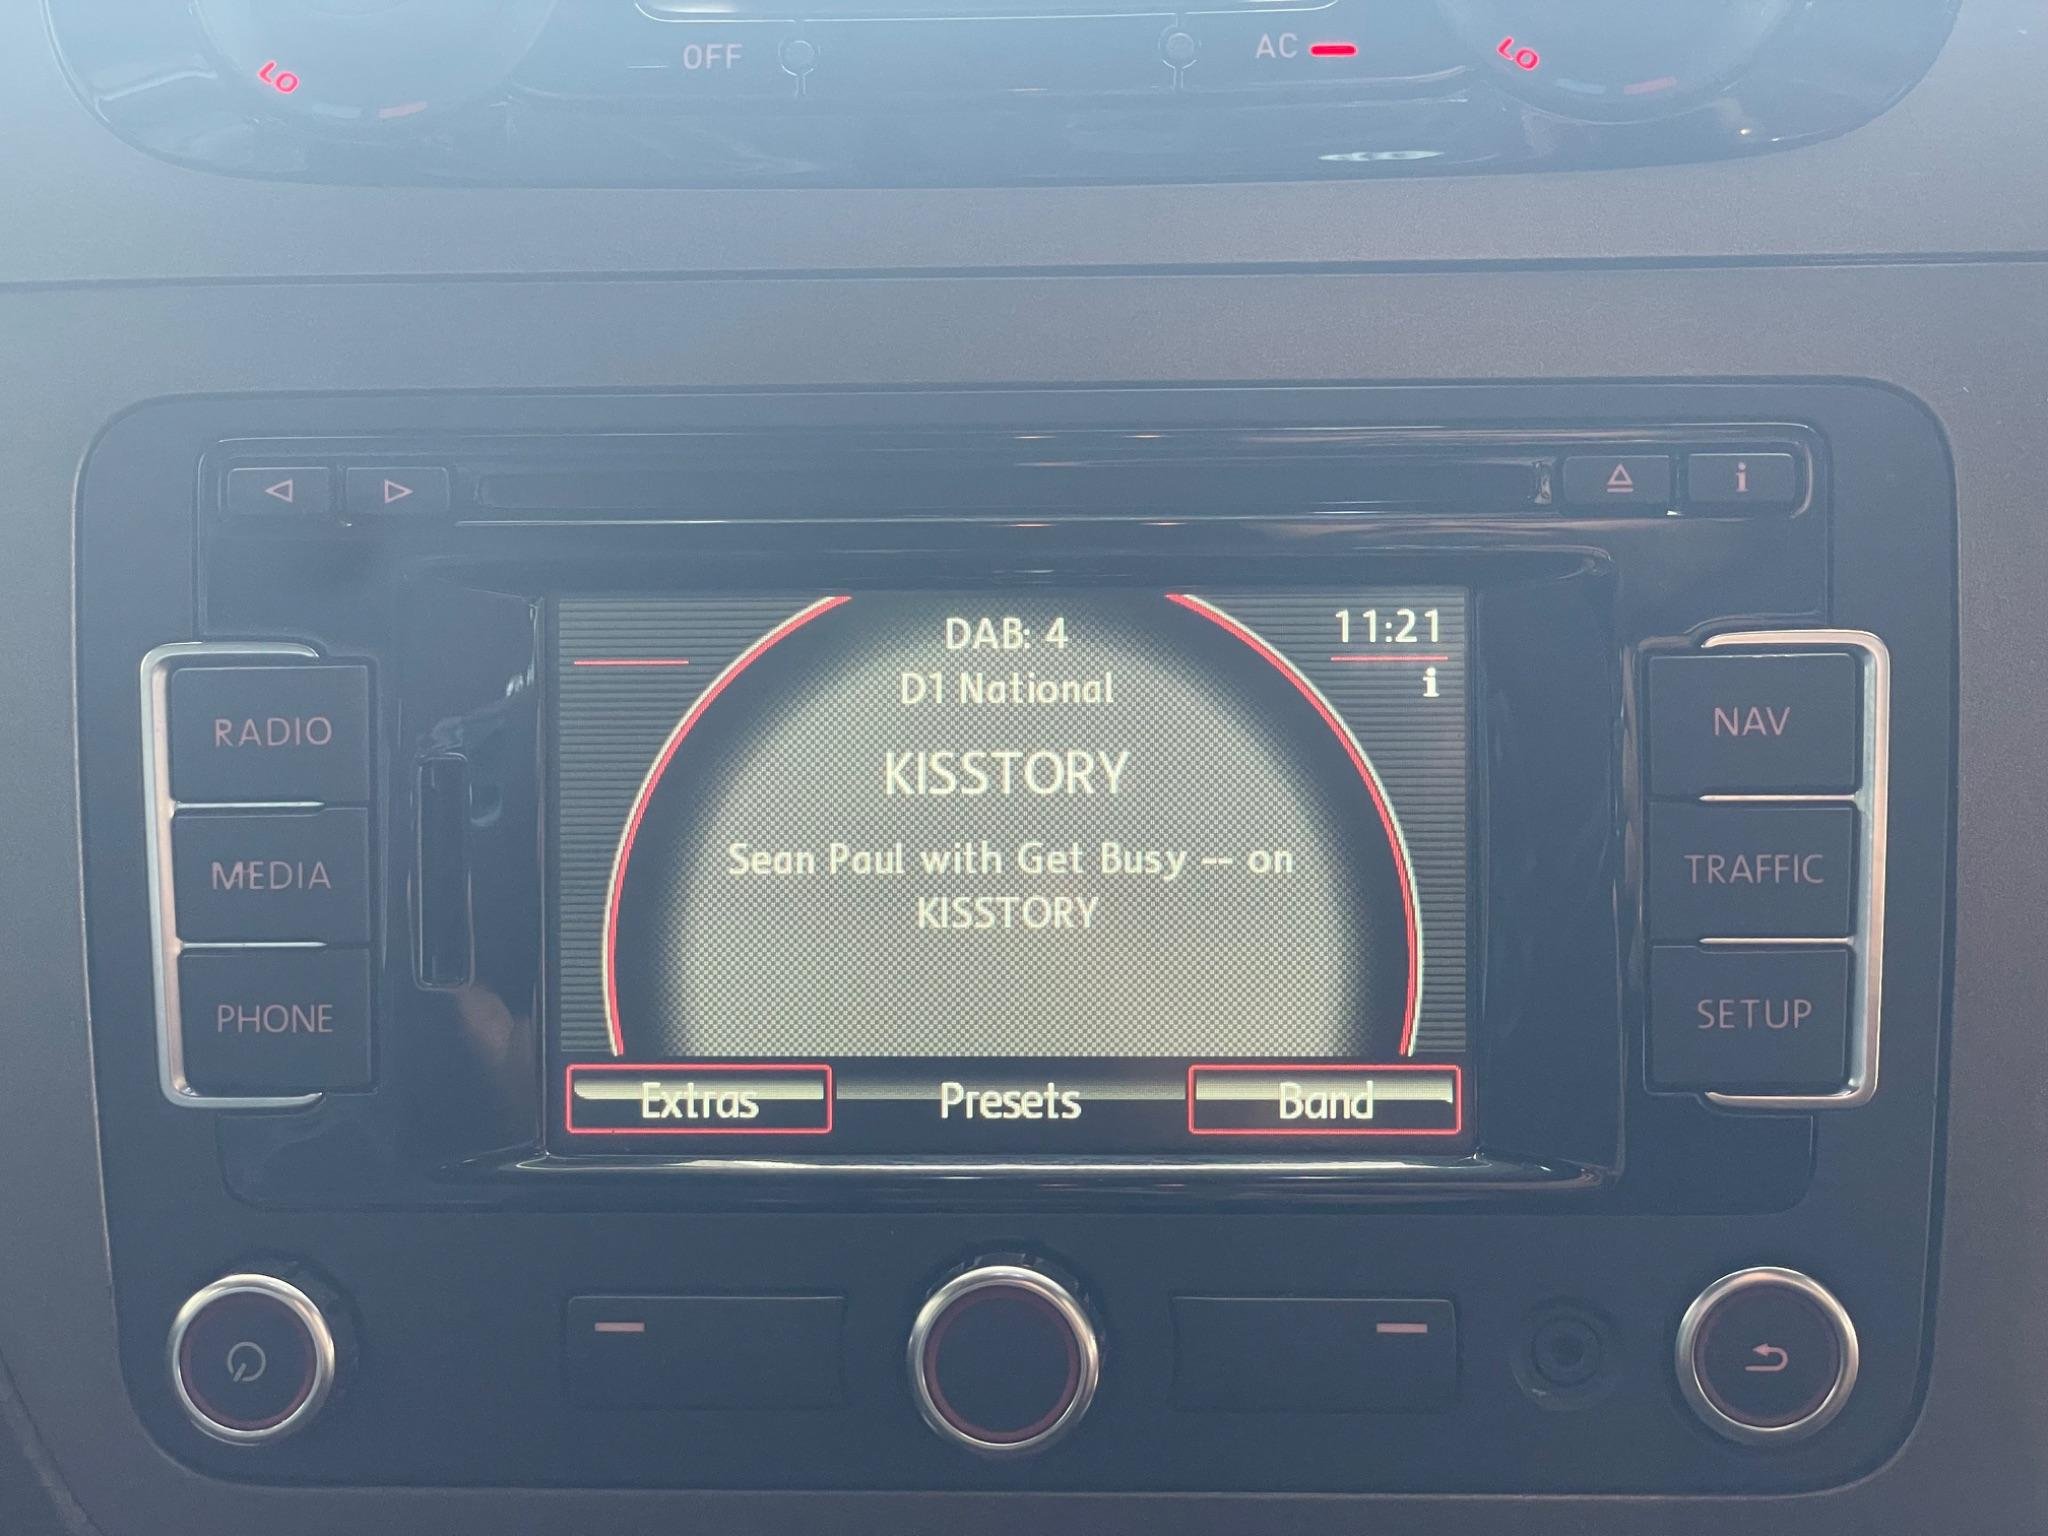 LO
OFF
AC
LO
i
DAB: 4
11:21
D1 National
i
KISSTORY
Sean Paul with Get Busy -- on
KISSTORY
Extras
Presets
Band
RADIO
MEDIA
PHONE
NAV
TRAFFIC
SETUP